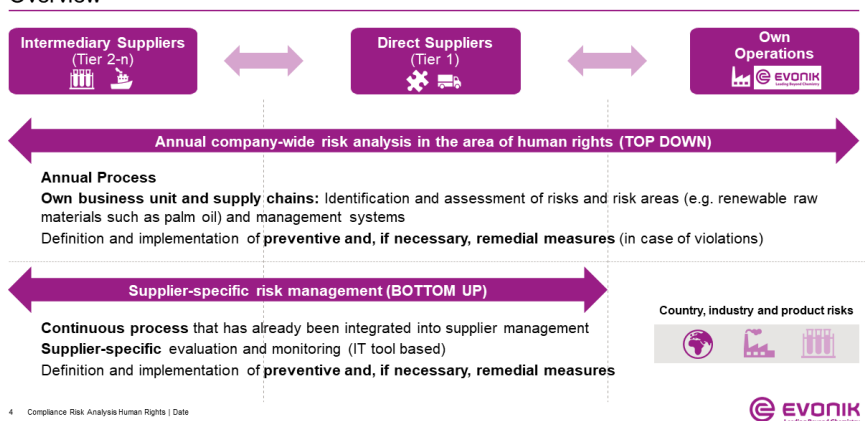 Overview
Intermediary Suppliers
(Tier 2-n)
Direct Suppliers
(Tier 1)
Own
Operations
EVONIK
Leading Beyond Chemistry
Annual company-wide risk analysis in the area of human rights (TOP DOWN)
Annual Process
Own business unit and supply chains: Identification and assessment of risks and risk areas (e.g. renewable raw
materials such as palm oil) and management systems
Definition and implementation of preventive and, if necessary, remedial measures (in case of violations)
Supplier-specific risk management (BOTTOM UP)
Country, industry and product risks
Continuous process that has already been integrated into supplier management
Supplier-specific evaluation and monitoring (IT tool based)
Definition and implementation of preventive and, if necessary, remedial measures
4 Compliance Risk Analysis Human Rights | Date
EVONIK
Leading Beyond Chemistry